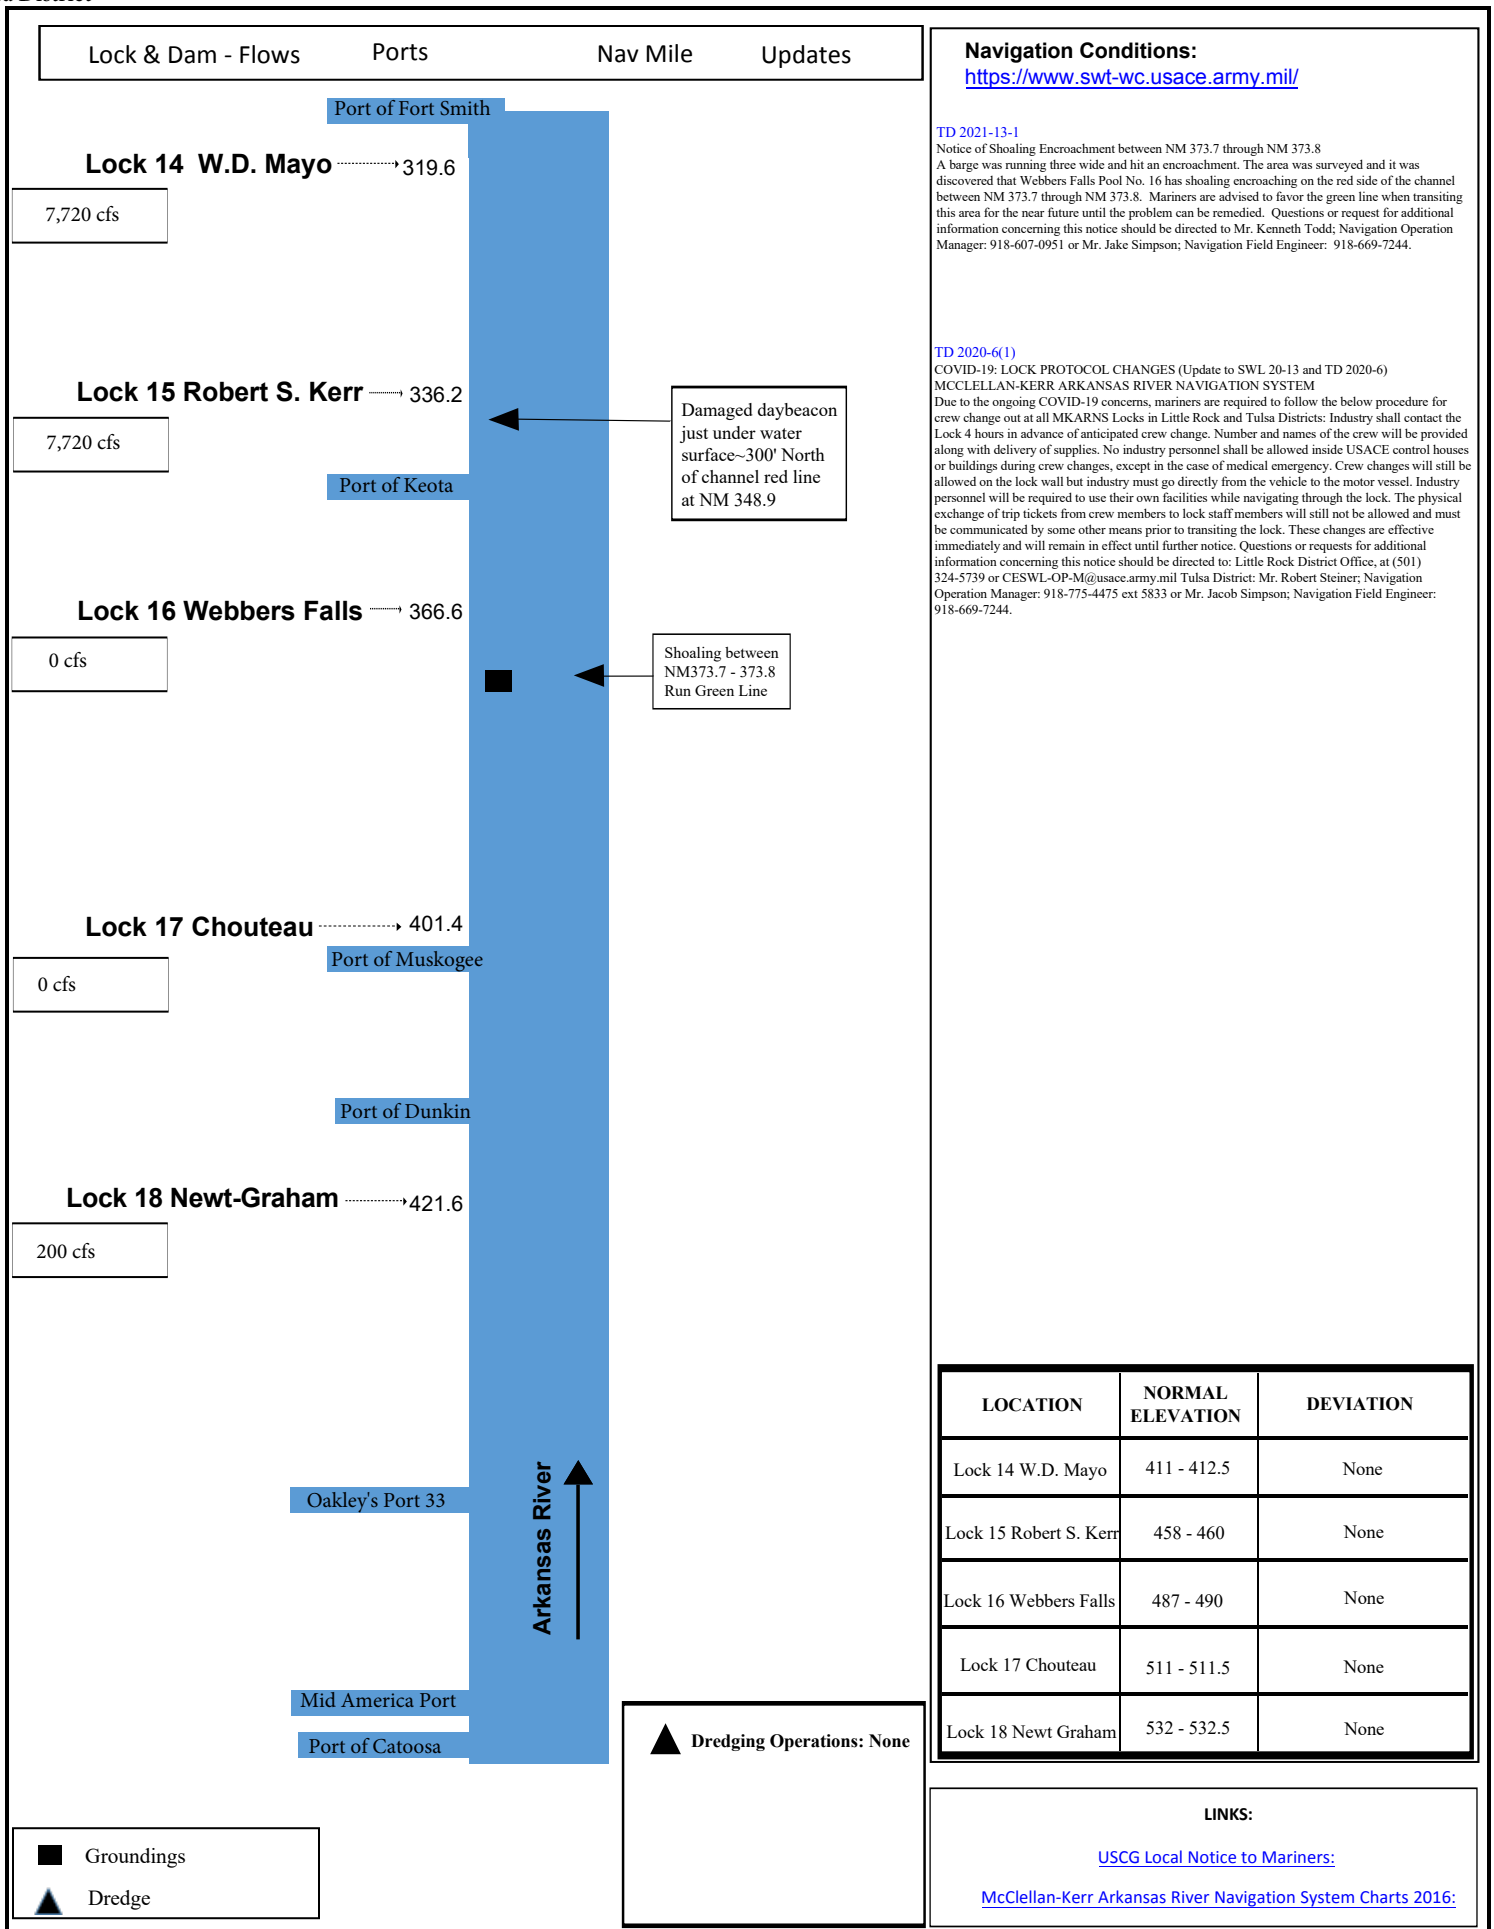 Lock & Dam - Flows Ports Nav Mile Updates
Port of Fort Smith
Lock 14 W.D. Mayo 319.6
7,720 cfs
Lock 15 Robert S. Kerr 336.2
7,720 cfs
Damaged daybeacon
just under water
surface~300' North
of channel red line
at NM 348.9
Port of Keota
Lock 16 Webbers Falls 366.6
0 cfs
Shoaling between
NM373.7 - 373.8
Run Green Line
Lock 17 Chouteau 401.4
Port of Muskogee
0 cfs
Port of Dunkin
Lock 18 Newt-Graham 421.6
200 cfs
Oakley's Port 33
Arkansas River
Mid America Port
Port of Catoosa
Dredging Operations: None
Groundings
Dredge
Navigation Conditions:
https://www.swt-wc.usace.army.mil/
TD 2021-13-1
Notice of Shoaling Encroachment between NM 373.7 through NM 373.8
A barge was running three wide and hit an encroachment. The area was surveyed and it was
discovered that Webbers Falls Pool No. 16 has shoaling encroaching on the red side of the channel
between NM 373.7 through NM 373.8. Mariners are advised to favor the green line when transiting
this area for the near future until the problem can be remedied. Questions or request for additional
information concerning this notice should be directed to Mr. Kenneth Todd; Navigation Operation
Manager: 918-607-0951 or Mr. Jake Simpson; Navigation Field Engineer: 918-669-7244.
TD 2020-6(1)
COVID-19: LOCK PROTOCOL CHANGES (Update to SWL 20-13 and TD 2020-6)
MCCLELLAN-KERR ARKANSAS RIVER NAVIGATION SYSTEM
Due to the ongoing COVID-19 concerns, mariners are required to follow the below procedure for
crew change out at all MKARNS Locks in Little Rock and Tulsa Districts: Industry shall contact the
Lock 4 hours in advance of anticipated crew change. Number and names of the crew will be provided
along with delivery of supplies. No industry personnel shall be allowed inside USACE control houses
or buildings during crew changes, except in the case of medical emergency. Crew changes will still be
allowed on the lock wall but industry must go directly from the vehicle to the motor vessel. Industry
personnel will be required to use their own facilities while navigating through the lock. The physical
exchange of trip tickets from crew members to lock staff members will still not be allowed and must
be communicated by some other means prior to transiting the lock. These changes are effective
immediately and will remain in effect until further notice. Questions or requests for additional
information concerning this notice should be directed to: Little Rock District Office, at (501)
324-5739 or CESWL-OP-M@usace.army.mil Tulsa District: Mr. Robert Steiner; Navigation
Operation Manager: 918-775-4475 ext 5833 or Mr. Jacob Simpson; Navigation Field Engineer:
918-669-7244.
LOCATION NORMAL ELEVATION DEVIATION
Lock 14 W.D. Mayo 411 - 412.5 None
Lock 15 Robert S. Kerr 458 - 460 None
Lock 16 Webbers Falls 487 - 490 None
Lock 17 Chouteau 511 - 511.5 None
Lock 18 Newt Graham 532 - 532.5 None
LINKS:
USCG Local Notice to Mariners:
McClellan-Kerr Arkansas River Navigation System Charts 2016: